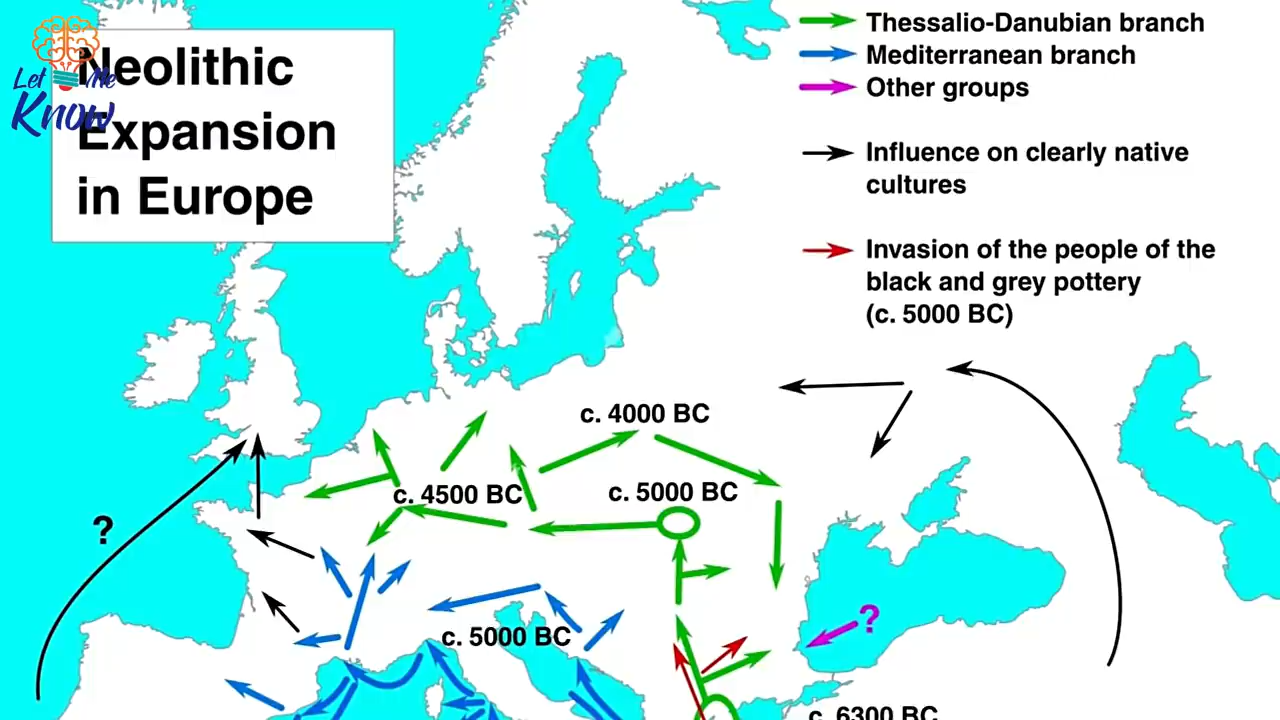 Let Me
Know
Neolithic
Expansion
in Europe
Thessalio-Danubian branch
Mediterranean branch
Other groups
Influence on clearly native
cultures
Invasion of the people of the
black and grey pottery
(c. 5000 BC)
c. 4000 BC
c. 4500 BC
c. 5000 BC
?
?
c. 5000 BC
c. 6300 BC